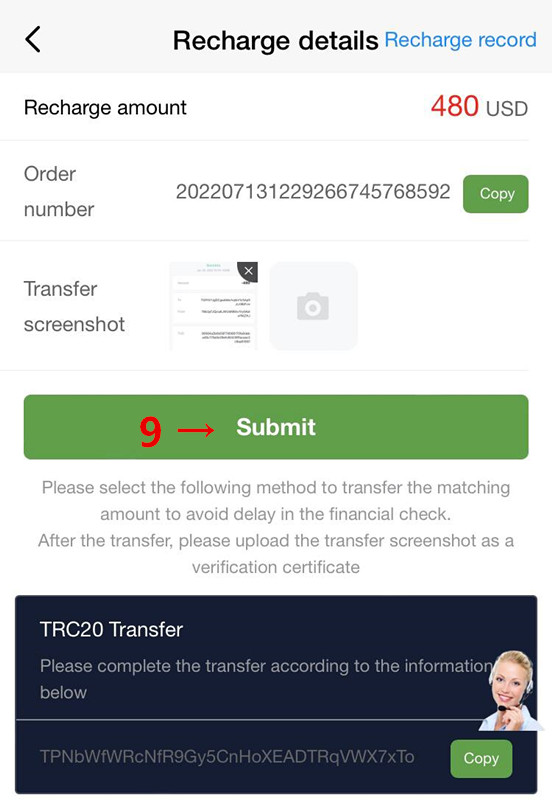 Recharge details Recharge record
Recharge amount 480 USD
Order
number
202207131229266745768592 Copy
Transfer
screenshot
9 → Submit
Please select the following method to transfer the matching
amount to avoid delay in the financial check.
After the transfer, please upload the transfer screenshot as a
verification certificate
TRC20 Transfer
Please complete the transfer according to the information
below
TPNbWfWRcNfR9Gy5CnHoXEADTRqVWX7xTo Copy